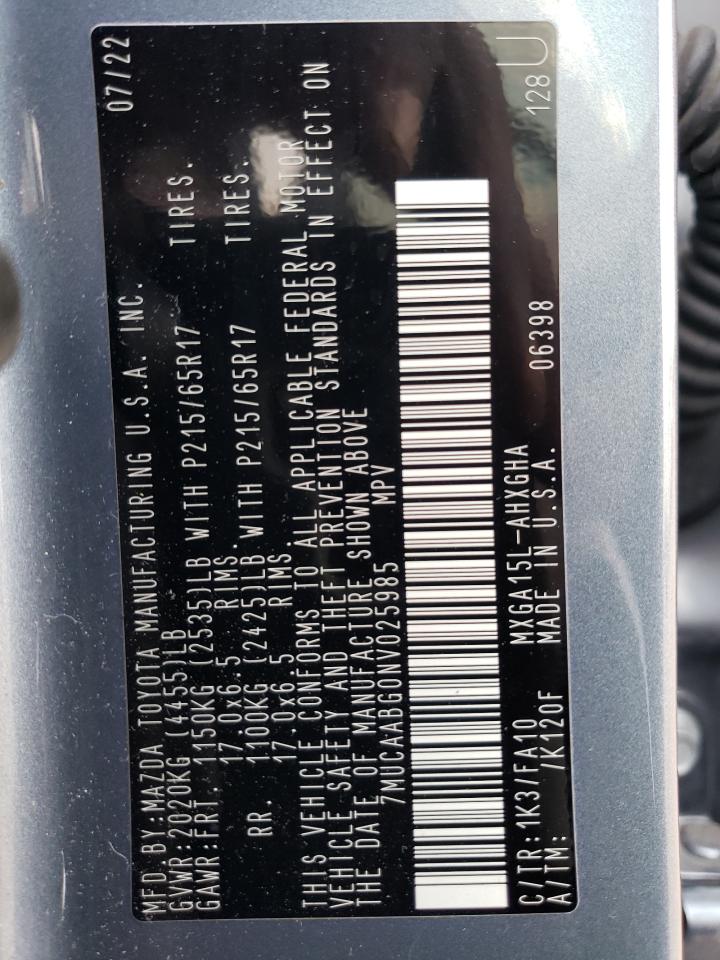 MFD. BY:MAZDA TOYOTA MANUFACTURING U.S.A. INC. 07/22
GVWR:2020KG (4455)LB
GAWR:FRT. 1150KG (2535)LB WITH P215/65R17 TIRES.
17.0x6.5 RIMS.
RR. 1100KG (2425)LB WITH P215/65R17 TIRES.
17.0x6.5 RIMS.
THIS VEHICLE CONFORMS TO ALL APPLICABLE FEDERAL MOTOR
VEHICLE SAFETY AND THEFT PREVENTION STANDARDS IN EFFECT ON
THE DATE OF MANUFACTURE SHOWN ABOVE
7MUCAABG0NV025985 MPV
C/TR:1K3/FA10 MXGA15L-AHXGHA 06398 128 U
A/TM: /K120F MADE IN U.S.A.